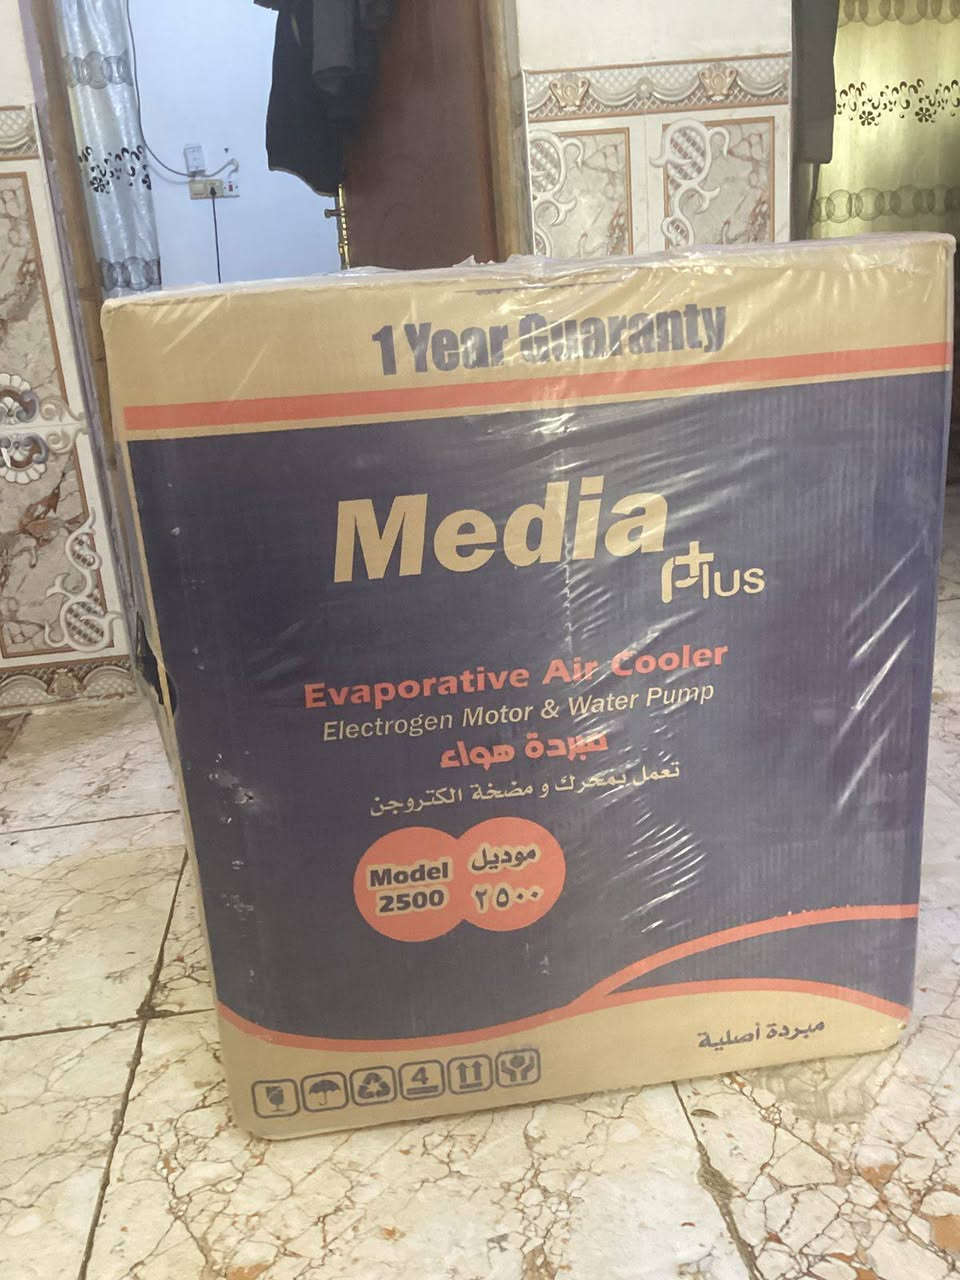 1 Year Guaranty
Media
Plus
Evaporative Air Cooler
Electrogen Motor & Water Pump
مبردة هواء
تعمل بمحرك و مضخة الكتروجن
Model موديل
2500 ٢٥٠٠
مبردة أصلية
4